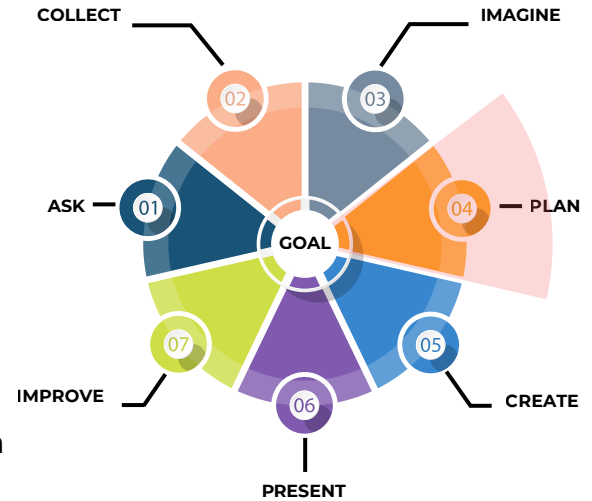 COLLECT
IMAGINE
02
03
ASK
01
04
PLAN
GOAL
07
05
IMPROVE
06
CREATE
PRESENT